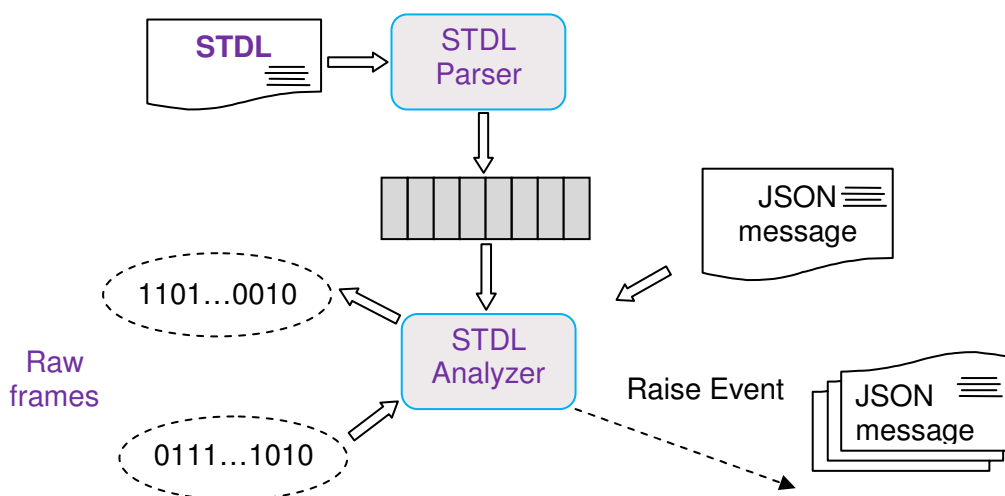 STDL
STDL
Parser
JSON
message
1101...0010
STDL
Analyzer
Raw
frames
Raise Event
JSON
message
0111...1010